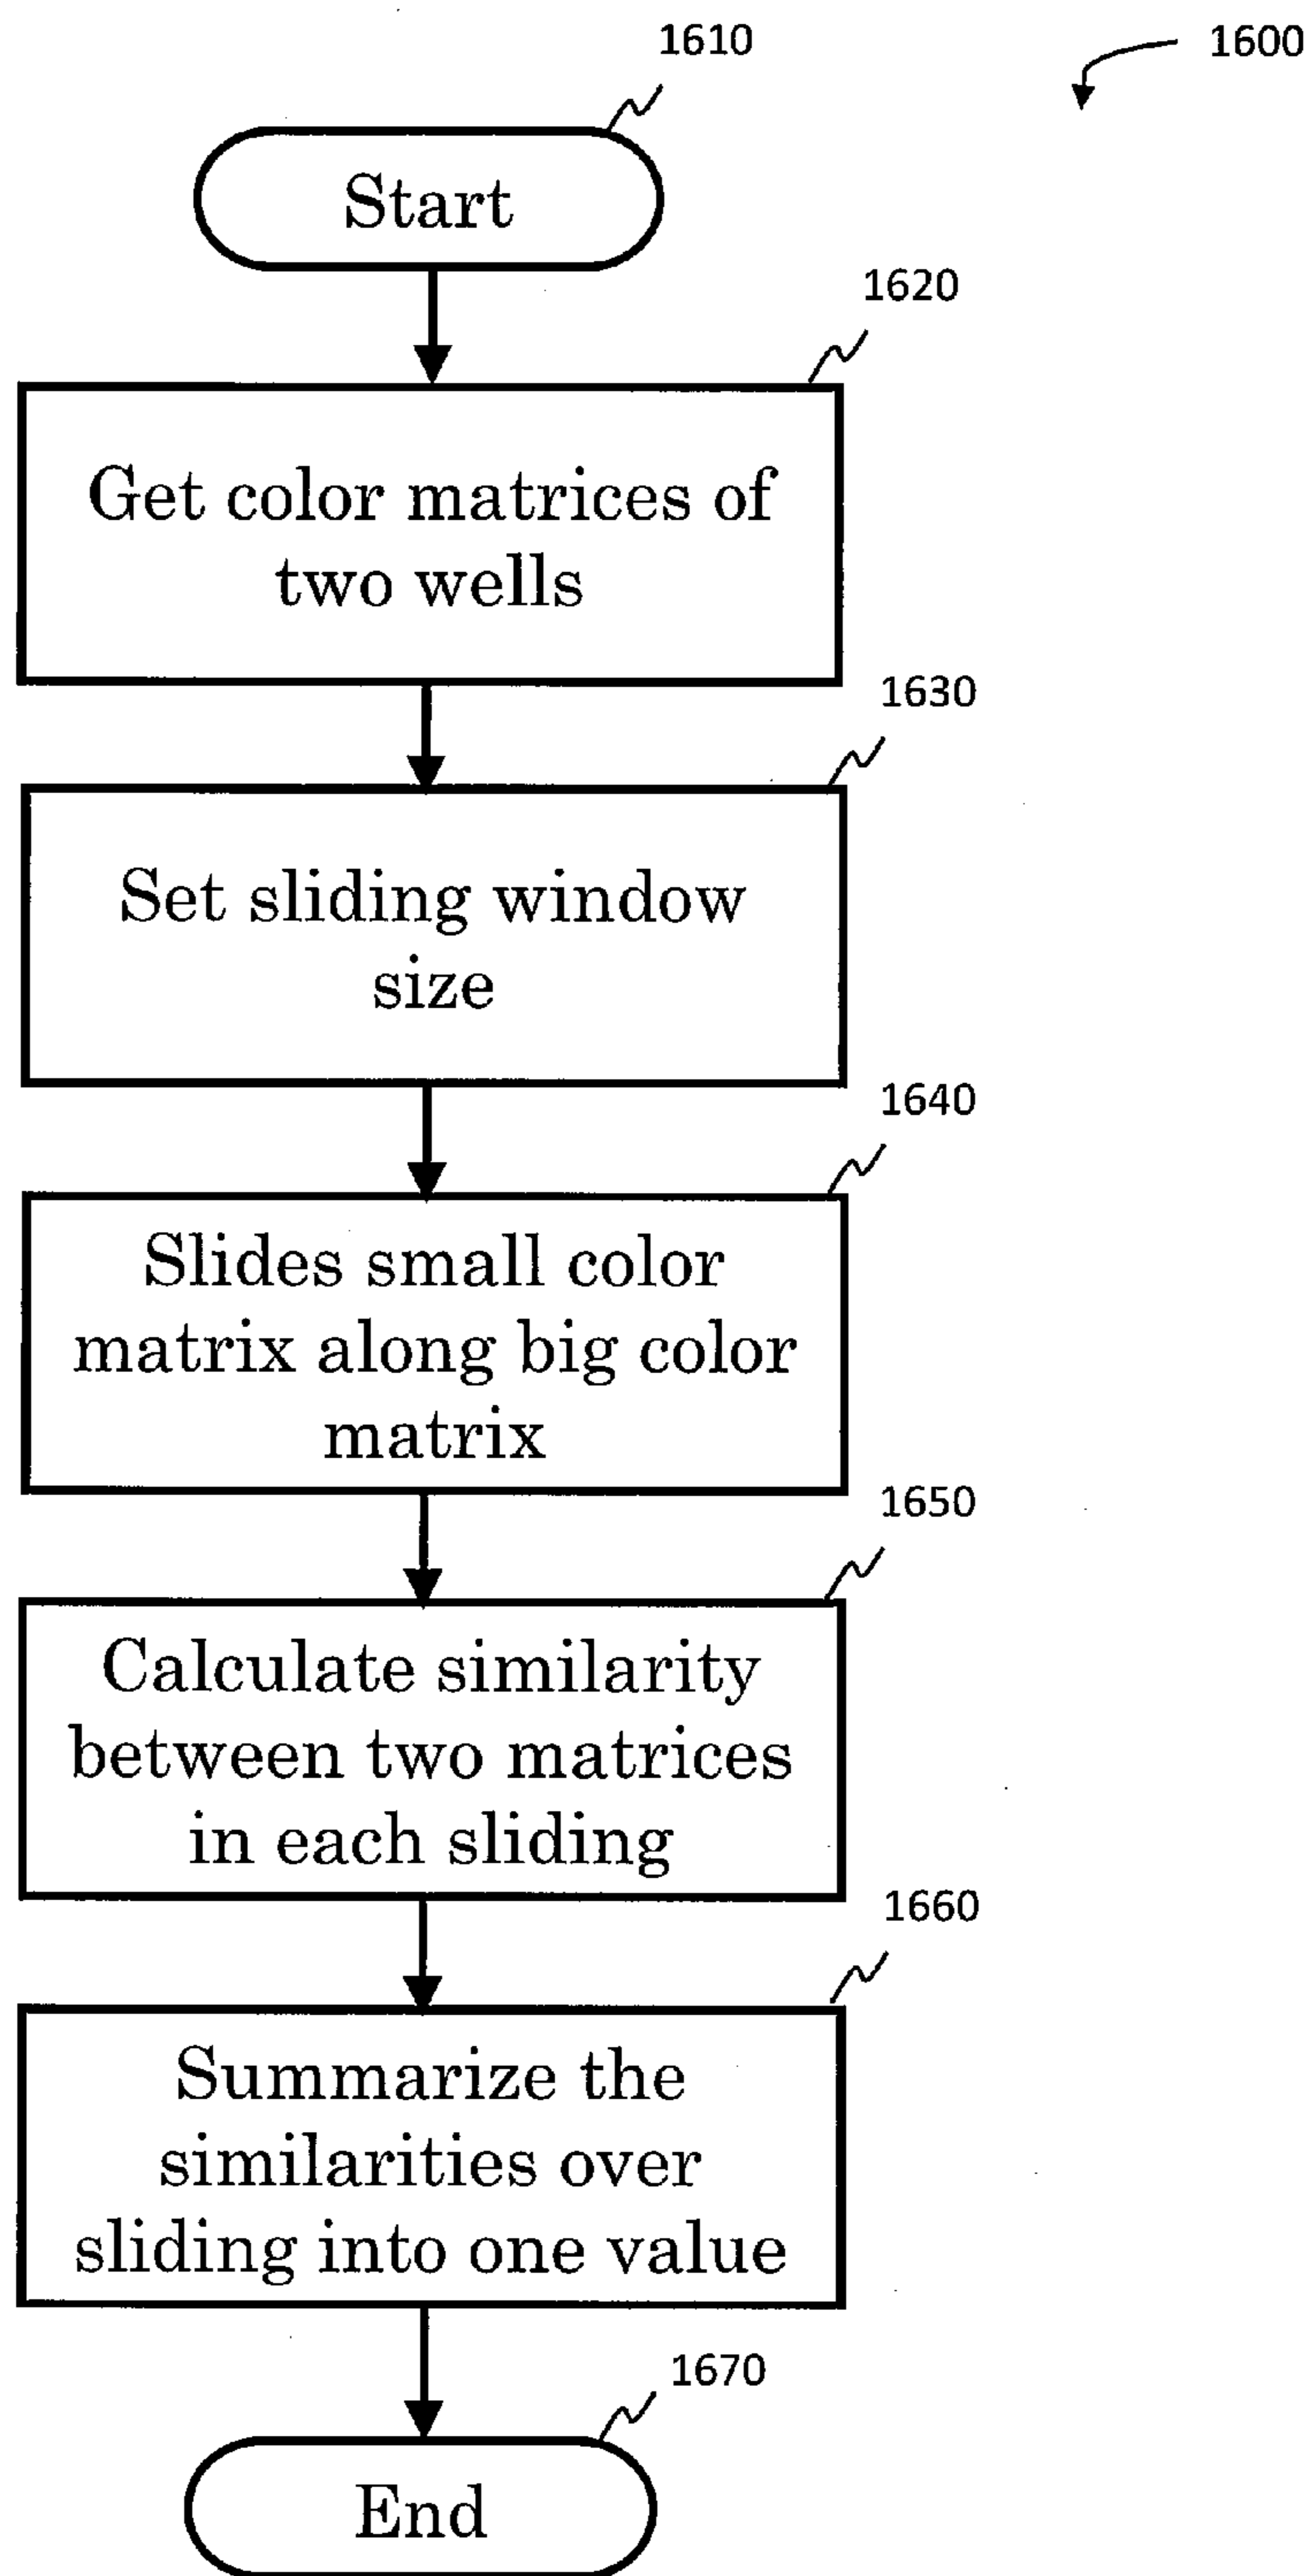 1610
1600
Start
1620
Get color matrices of
two wells
1630
Set sliding window
size
1640
Slides small color
matrix along big color
matrix
1650
Calculate similarity
between two matrices
in each sliding
1660
Summarize the
similarities over
sliding into one value
1670
End